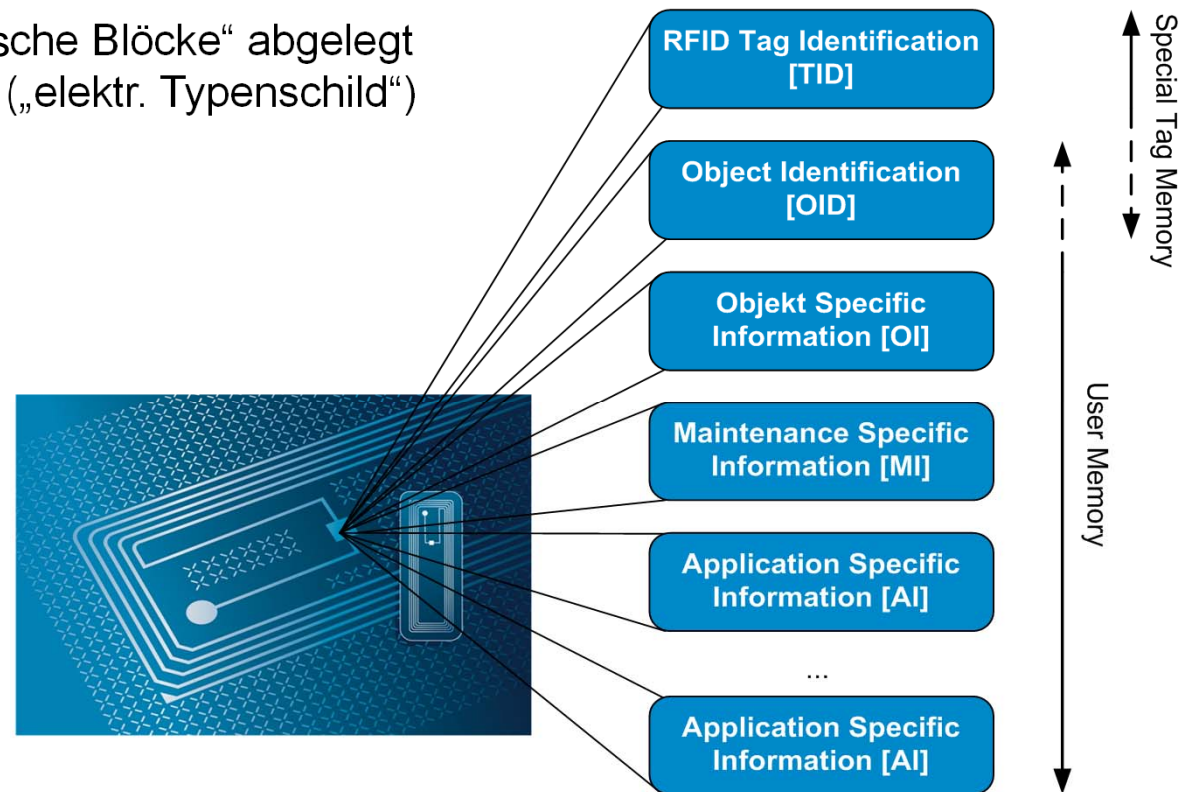 Blöcke“ abgelegt
(„elektr. Typenschild“)
RFID Tag Identification
[TID]
Object Identification
[OID]
Objekt Specific
Information [OI]
Maintenance Specific
Information [MI]
Application Specific
Information [AI]
...
Application Specific
Information [AI]
Special Tag Memory
User Memory